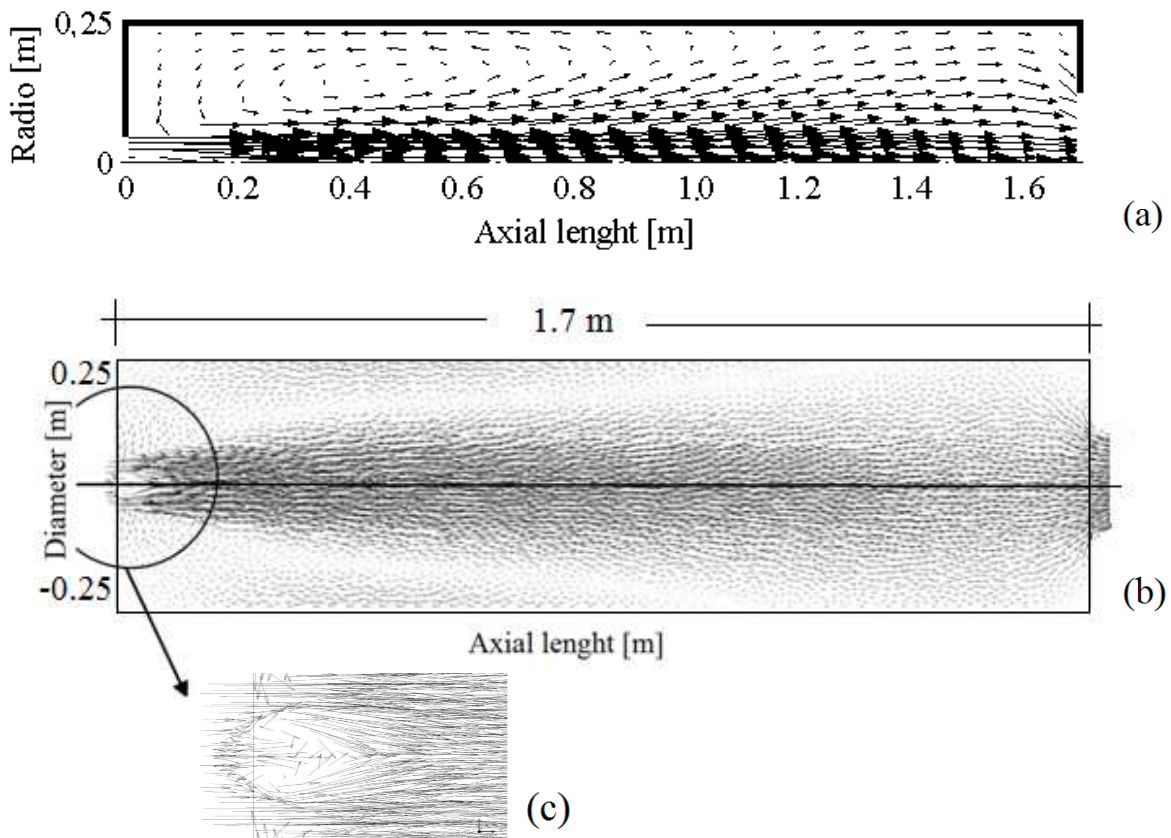 0,25
Radio [m]
0
0 0.2 0.4 0.6 0.8 1.0 1.2 1.4 1.6
Axial lenght [m]
(a)
1.7 m
0.25
Diameter [m]
-0.25
(b)
Axial lenght [m]
(c)